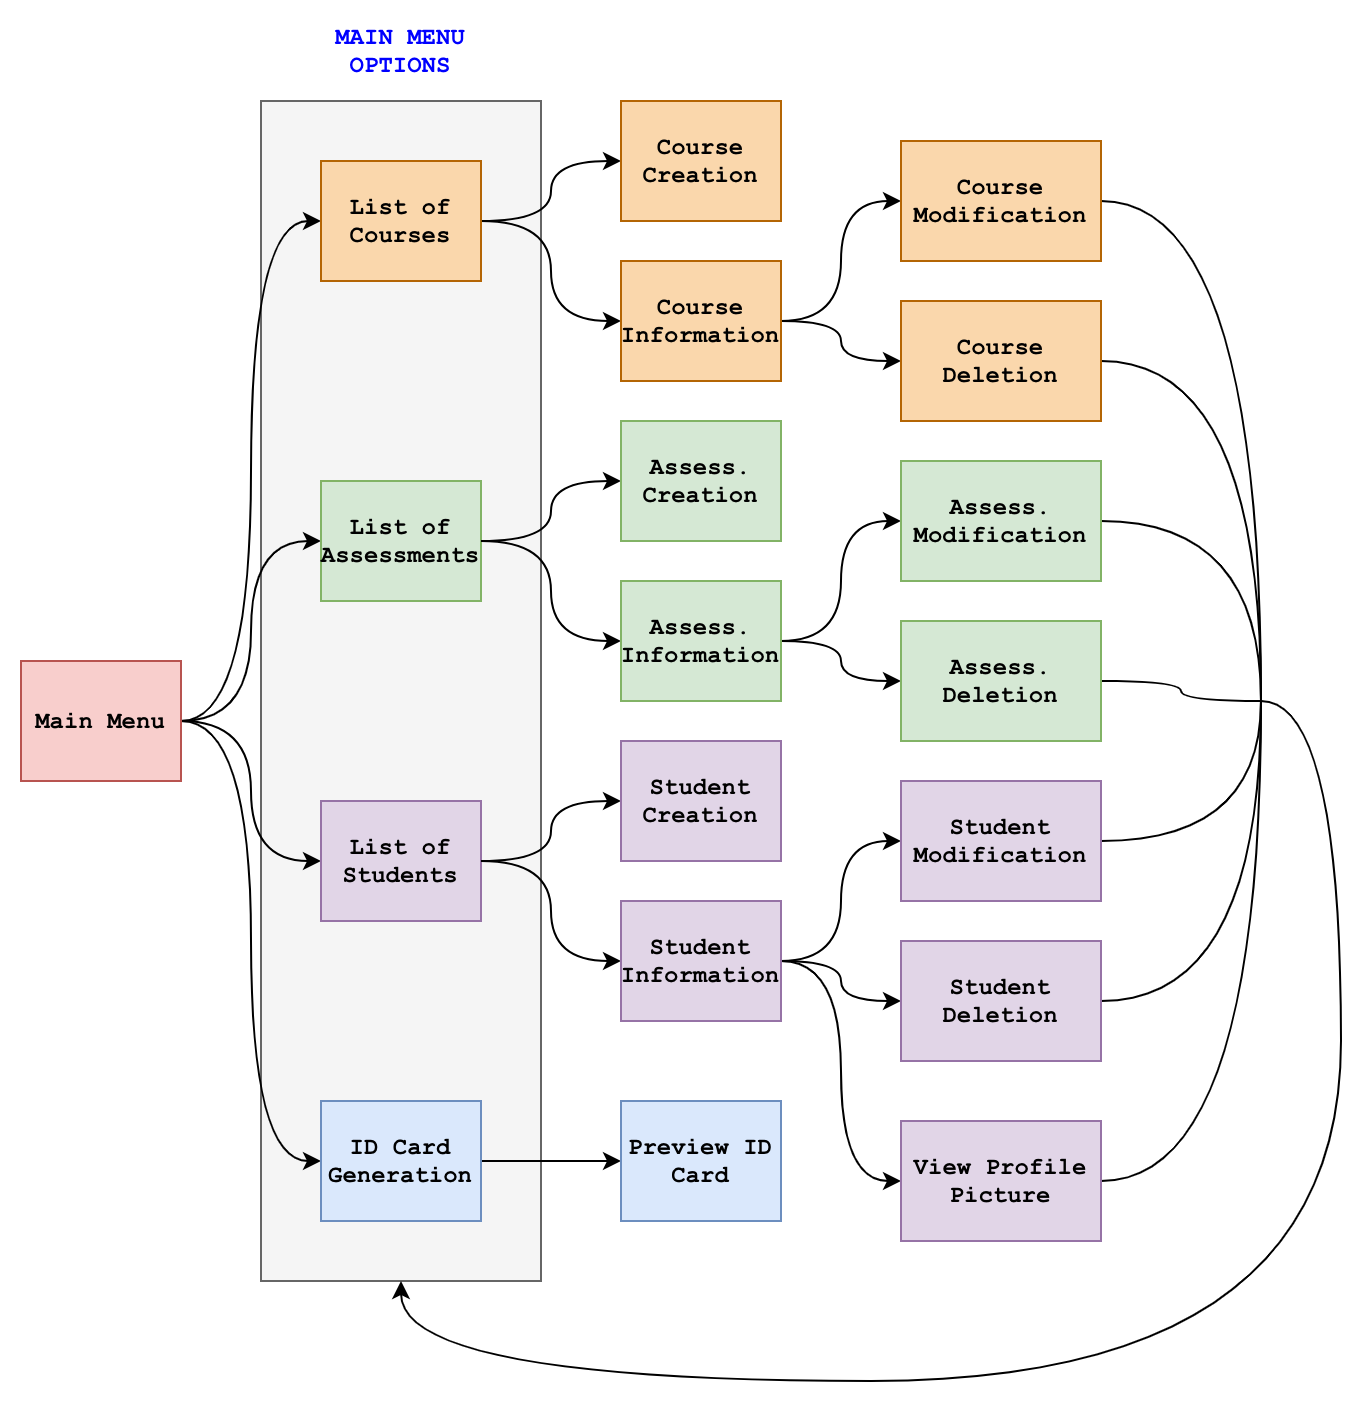 MAIN MENU
OPTIONS
Main Menu
List of
Courses
List of
Assessments
List of
Students
ID Card
Generation
Course
Creation
Course
Information
Assess.
Creation
Assess.
Information
Student
Creation
Student
Information
Preview ID
Card
Course
Modification
Course
Deletion
Assess.
Modification
Assess.
Deletion
Student
Modification
Student
Deletion
View Profile
Picture